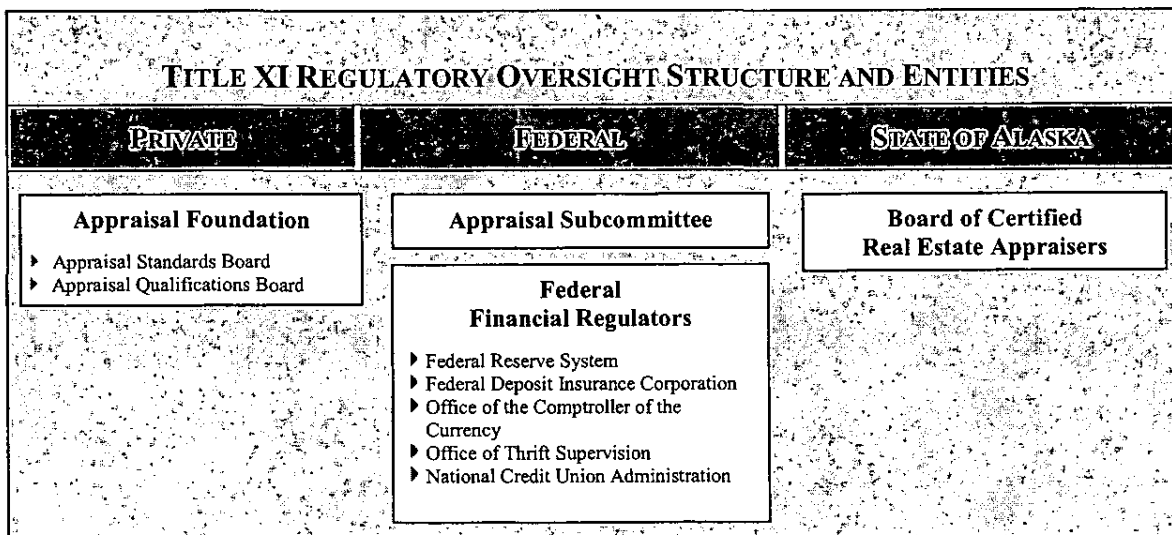 TITLE XI REGULATORY OVERSIGHT STRUCTURE AND ENTITIES
PRIVATE
FEDERAL
STATE OF ALASKA
Appraisal Foundation
Appraisal Standards Board
Appraisal Qualifications Board
Appraisal Subcommittee
Federal
Financial Regulators
Federal Reserve System
Federal Deposit Insurance Corporation
Office of the Comptroller of the
Currency
Office of Thrift Supervision
National Credit Union Administration
Board of Certified
Real Estate Appraisers